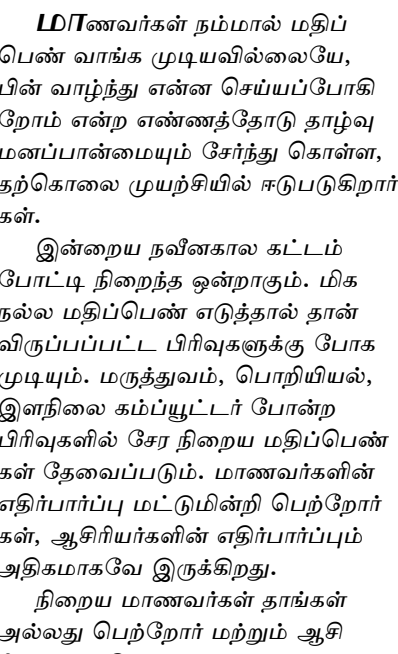 மாணவர்கள் நம்மால் மதிப்
பெண் வாங்க முடியவில்லையே,
பின் வாழ்ந்து என்ன செய்யப்போகி
றோம் என்ற எண்ணத்தோடு தாழ்வு
மனப்பான்மையும் சேர்ந்து கொள்ள,
தற்கொலை முயற்சியில் ஈடுபடுகிறார்
கள்.
இன்றைய நவீனகால கட்டம்
போட்டி நிறைந்த ஒன்றாகும். மிக
நல்ல மதிப்பெண் எடுத்தால் தான்
விருப்பப்பட்ட பிரிவுகளுக்கு போக
முடியும். மருத்துவம், பொறியியல்,
இளநிலை கம்ப்யூட்டர் போன்ற
பிரிவுகளில் சேர நிறைய மதிப்பெண்
கள் தேவைப்படும். மாணவர்களின்
எதிர்பார்ப்பு மட்டுமின்றி பெற்றோர்
கள், ஆசிரியர்களின் எதிர்பார்ப்பும்
அதிகமாகவே இருக்கிறது.
நிறைய மாணவர்கள் தாங்கள்
அல்லது பெற்றோர் மற்றும் ஆசி